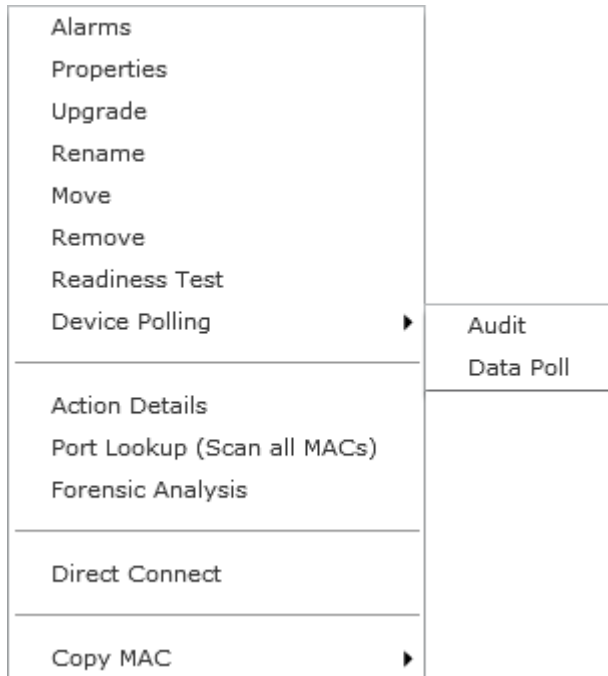 Alarms
Properties
Upgrade
Rename
Move
Remove
Readiness Test
Device Polling
Audit
Data Poll
Action Details
Port Lookup (Scan all MACs)
Forensic Analysis
Direct Connect
Copy MAC